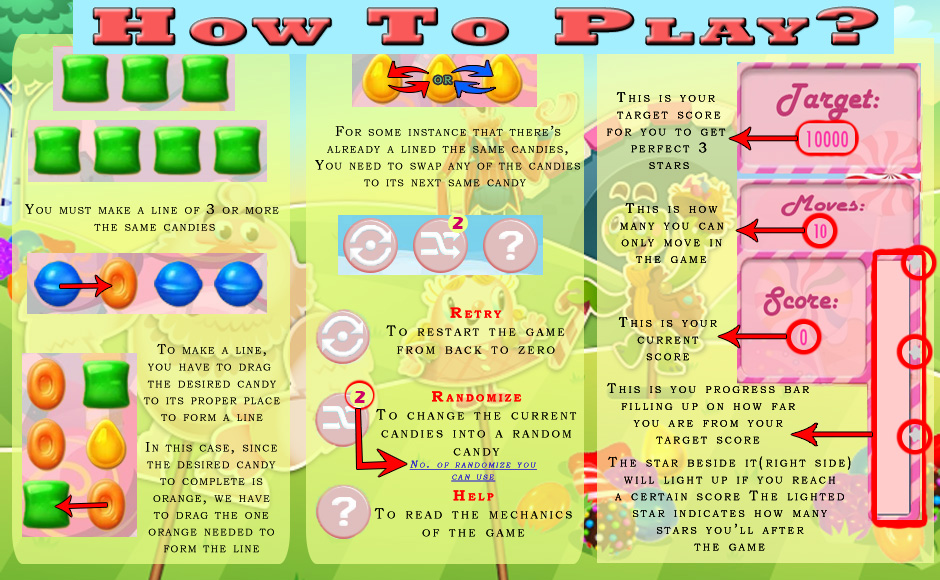 How To Play?
You must make a line of 3 or more
the same candies
To make a line,
you have to drag
the desired candy
to its proper place
to form a line
In this case, since
the desired candy
to complete is
orange, we have
to drag the one
orange needed to
form the line
OR
For some instance that there's
already a lined the same candies,
You need to swap any of the candies
to its next same candy
2
?
Retry
To restart the game
from back to zero
2
Randomize
To change the current
candies into a random
candy
No. of randomize you
can use
?
Help
To read the mechanics
of the game
This is your
target score
for you to get
perfect 3
stars
Target:
10000
This is how
many you can
only move in
the game
Moves:
10
This is your
current
score
Score:
0
This is you progress bar
filling up on how far
you are from your
target score
The star beside it(right side)
will light up if you reach
a certain score The lighted
star indicates how many
stars you'll after
the game